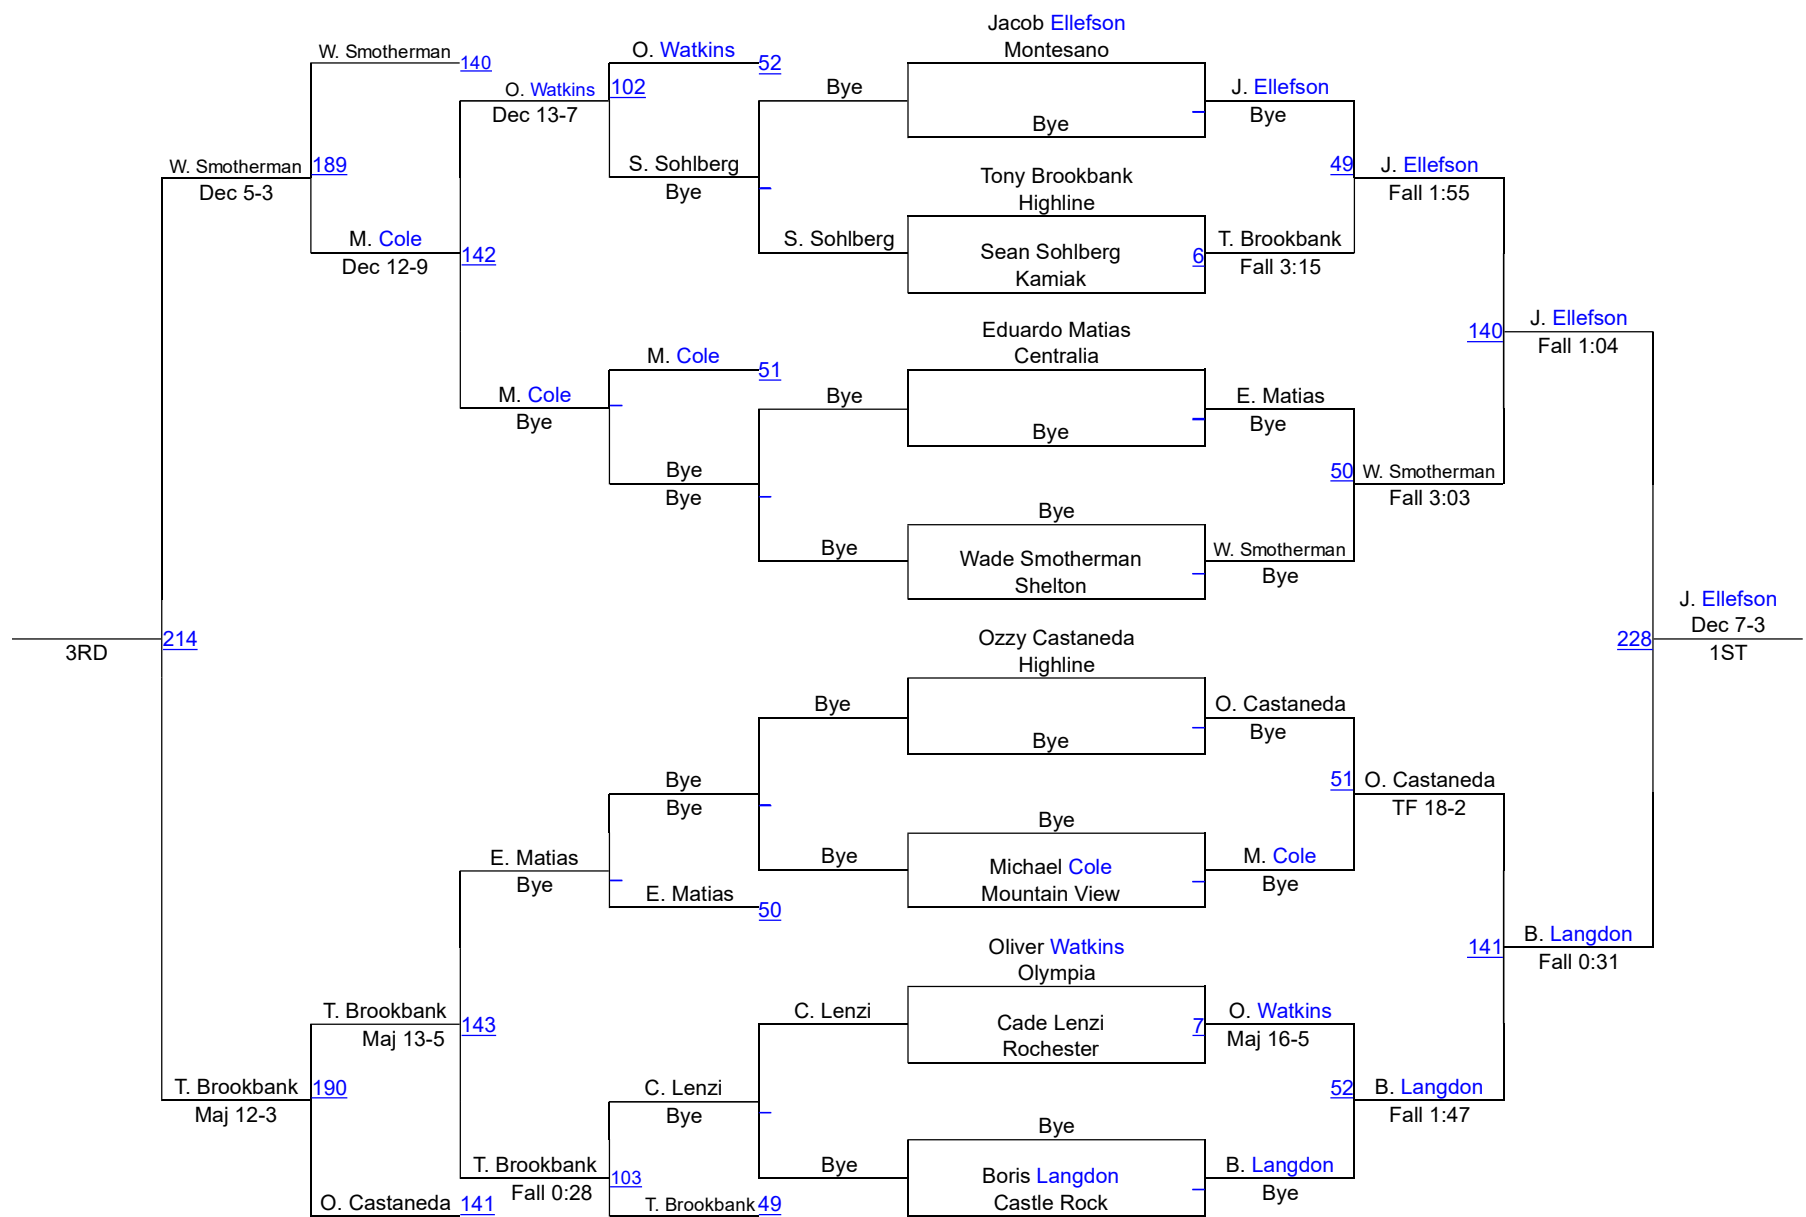 Jacob Ellefson
Montesano
W. Smotherman
140
O. Watkins
52
O. Watkins
102
Dec 13-7
Bye
J. Ellefson
Bye
Bye
W. Smotherman
189
Dec 5-3
S. Sohlberg
Bye
Tony Brookbank
Highline
49
J. Ellefson
Fall 1:55
M. Cole
142
Dec 12-9
S. Sohlberg
Sean Sohlberg
Kamiak
6
T. Brookbank
Fall 3:15
Eduardo Matias
Centralia
140
J. Ellefson
Fall 1:04
M. Cole
51
M. Cole
Bye
Bye
Bye
E. Matias
Bye
Bye
Bye
50
W. Smotherman
Fall 3:03
Bye
Bye
Wade Smotherman
Shelton
W. Smotherman
Bye
3RD
214
Ozzy Castaneda
Highline
228
J. Ellefson
Dec 7-3
1ST
Bye
Bye
O. Castaneda
Bye
Bye
Bye
51
O. Castaneda
TF 18-2
E. Matias
Bye
Bye
Bye
Michael Cole
Mountain View
M. Cole
Bye
E. Matias
50
Oliver Watkins
Olympia
141
B. Langdon
Fall 0:31
T. Brookbank
143
Maj 13-5
C. Lenzi
Cade Lenzi
Rochester
7
O. Watkins
Maj 16-5
T. Brookbank
190
Maj 12-3
C. Lenzi
Bye
52
B. Langdon
Fall 1:47
T. Brookbank
103
Fall 0:28
Bye
Bye
Boris Langdon
Castle Rock
B. Langdon
Bye
O. Castaneda
141
T. Brookbank
49